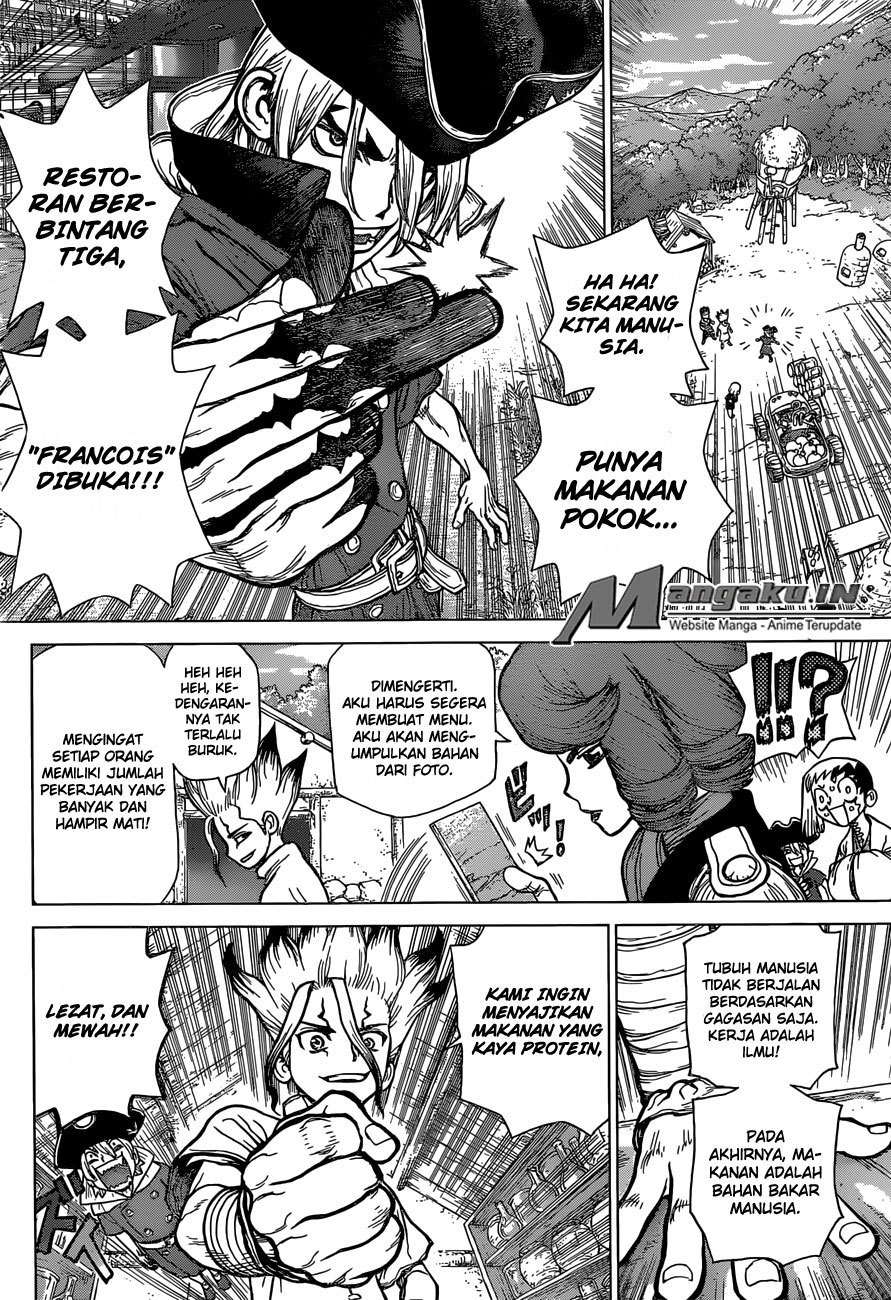 HA HA!
SEKARANG
KITA MANU-
SIA.
PUNYA
MAKANAN
POKOK...
RESTO-
RAN BER-
BINTANG
TIGA,
"FRANCOIS"
DIBUKA!!!
Mangaku.IN
Website Manga - Anime Terupdate
!!?
DIMENGERTI.
AKU HARUS SEGERA
MEMBUAT MENU.
AKU AKAN MENG-
UMPULKAN BAHAN
DARI FOTO.
HEH HEH
HEH, KE-
DENGARAN-
NYA TAK
TERLALU
BURUK.
MENGINGAT
SETIAP ORANG
MEMILIKI JUMLAH
PEKERJAAN YANG
BANYAK DAN
HAMPIR MATI!
TUBUH MANUSIA
TIDAK BERJALAN
BERDASARKAN
GAGASAN SAJA.
KERJA ADALAH
ILMU!
PADA
AKHIRNYA, MA-
KANAN ADALAH
BAHAN BAKAR
MANUSIA.
KAMI INGIN
MENYAJIKAN
MAKANAN YANG
KAYA PROTEIN,
LEZAT, DAN
MEWAH!!